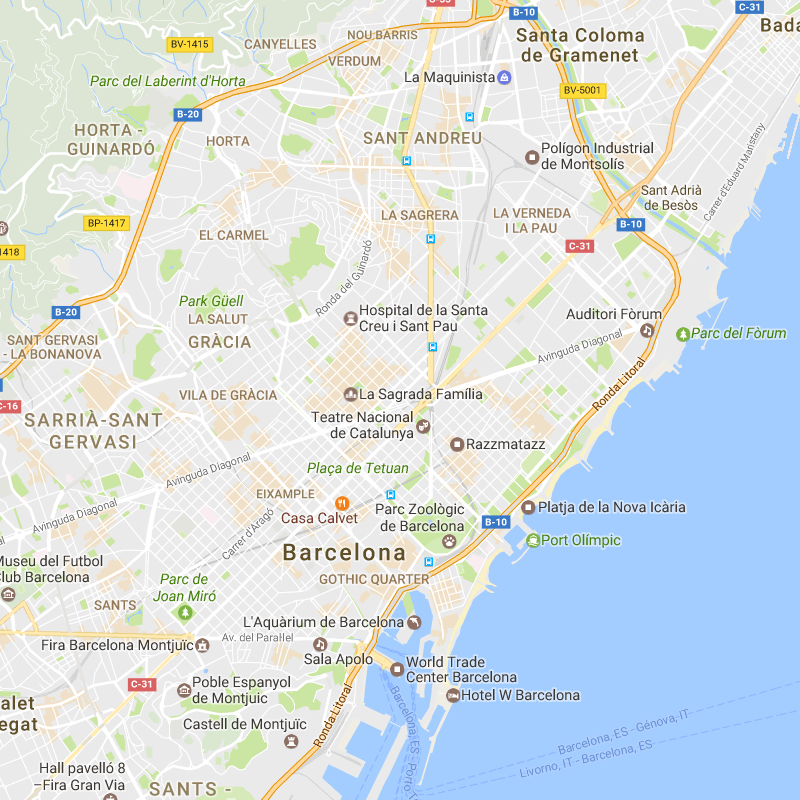 C-33
B-10
C-31
NOU BARRIS
Santa Coloma
de Gramenet
Bada
BV-1415
CANYELLES
VERDUM
La Maquinista
Parc del Laberint d'Horta
BV-5001
B-20
HORTA -
GUINARDÓ
HORTA
SANT ANDREU
Polígon Industrial
de Montsolís
Carrer d'Eduard Maristany
Sant Adrià
de Besòs
BP-1417
LA SAGRERA
LA VERNEDA
I LA PAU
B-10
EL CARMEL
C-31
1418
Ronda del Guinardó
Park Güell
B-20
LA SALUT
Hospital de la Santa
Creu i Sant Pau
Auditori Fòrum
Parc del Fòrum
SANT GERVASI
- LA BONANOVA
GRÀCIA
Avinguda Diagonal
Ronda Litoral
VILA DE GRÀCIA
La Sagrada Família
C-16
SARRIÀ-SANT
GERVASI
Teatre Nacional
de Catalunya
Razzmatazz
Avinguda Diagonal
Plaça de Tetuan
EIXAMPLE
Avinguda Diagonal
Casa Calvet
Carrer d'Aragó
Parc Zoològic
de Barcelona
Platja de la Nova Icària
B-10
Port Olímpic
Barcelona
Museu del Futbol
Club Barcelona
Parc de
Joan Miró
GOTHIC QUARTER
SANTS
L'Aquàrium de Barcelona
Av. del Paral·lel
Fira Barcelona Montjuïc
Sala Apolo
World Trade
Center Barcelona
C-31
Poble Espanyol
de Montjuic
Hotel W Barcelona
Ronda Litoral
alet
egat
Castell de Montjuïc
Barcelona, ES - Porto T
Barcelona, ES - Génova, IT
Livorno, IT - Barcelona, ES
Hall pavelló 8
-Fira Gran Via
SANTS -